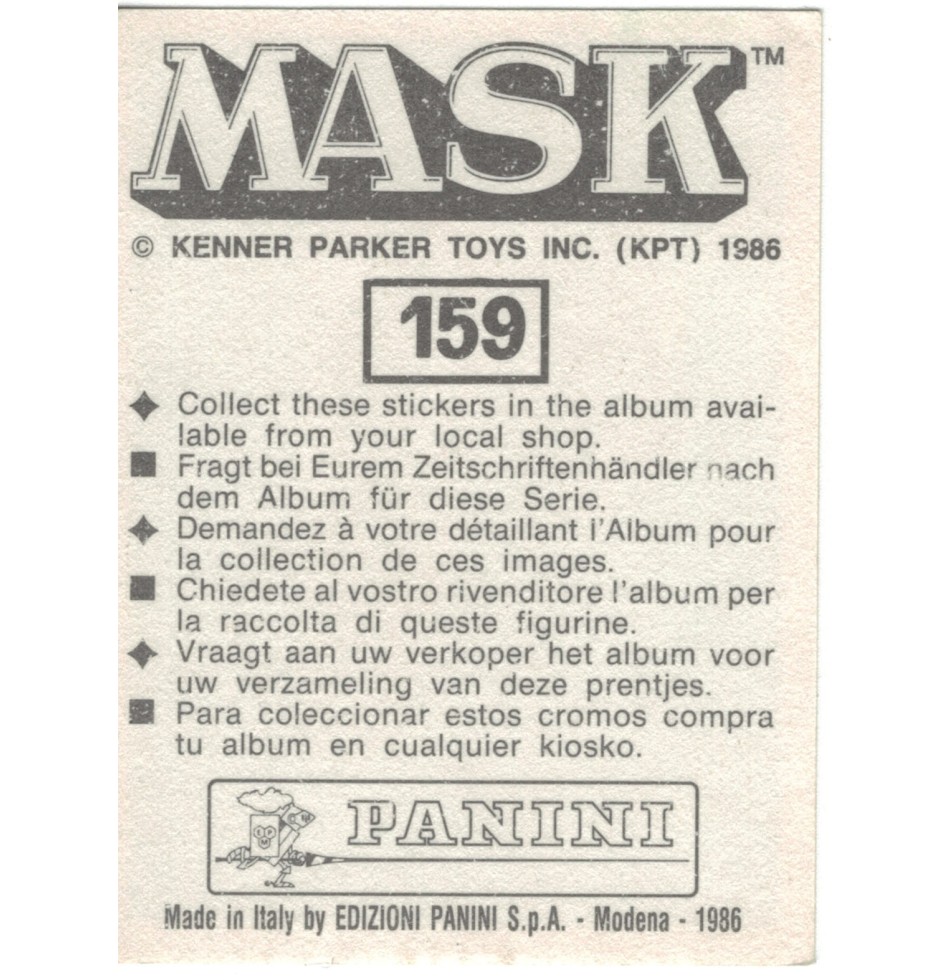 MASK™
© KENNER PARKER TOYS INC. (KPT) 1986
159
Collect these stickers in the album avai-
lable from your local shop.
Fragt bei Eurem Zeitschriftenhändler nach
dem Album für diese Serie.
Demandez à votre détaillant l'Album pour
la collection de ces images.
Chiedete al vostro rivenditore l'album per
la raccolta di queste figurine.
Vraagt aan uw verkoper het album voor
uw verzameling van deze prentjes.
Para coleccionar estos cromos compra
tu album en cualquier kiosko.
PANINI
Made in Italy by EDIZIONI PANINI S.p.A. - Modena - 1986